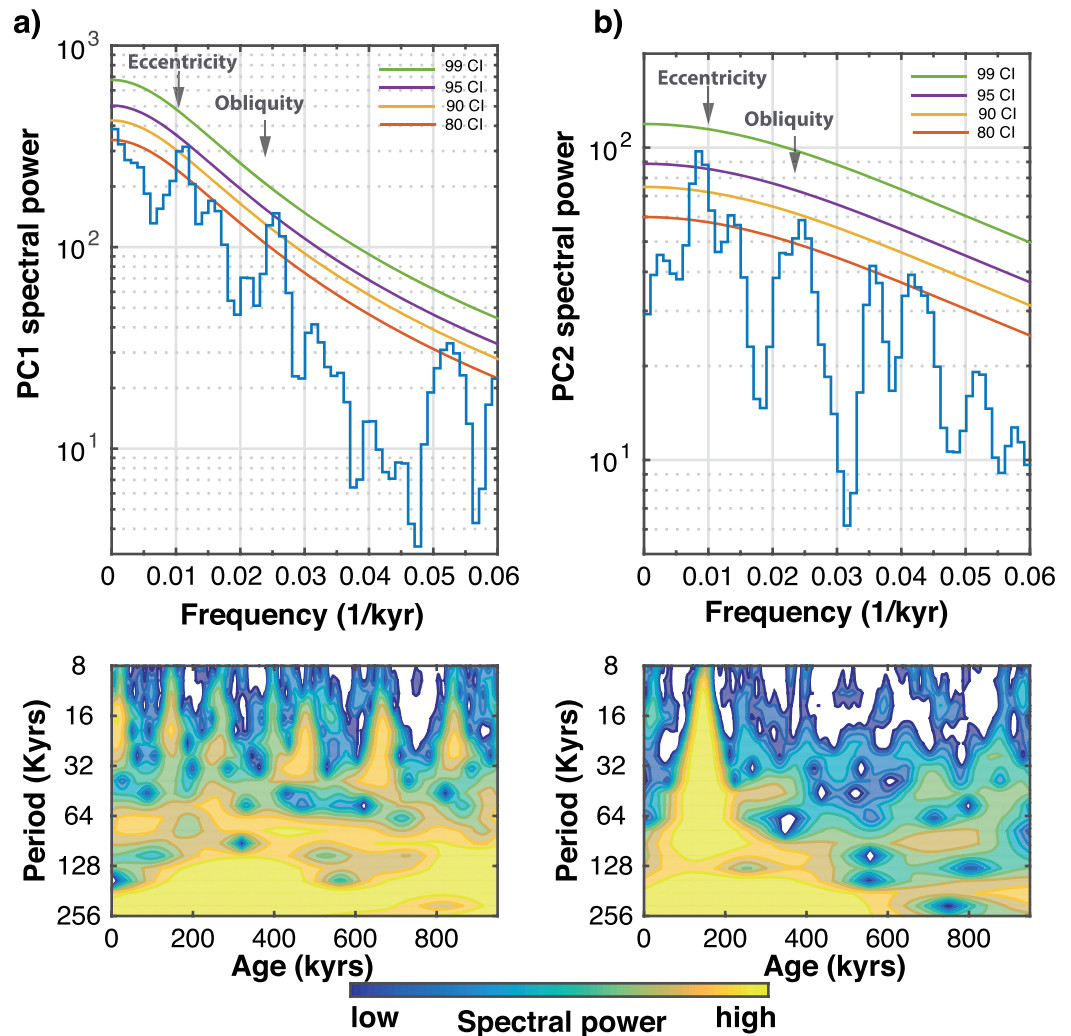 a)
10³
10²
10¹
PC1 spectral power
Eccentricity
Obliquity
99 CI
95 CI
90 CI
80 CI
0 0.01 0.02 0.03 0.04 0.05 0.06
Frequency (1/kyr)
b)
10²
10¹
PC2 spectral power
Eccentricity
Obliquity
99 CI
95 CI
90 CI
80 CI
0 0.01 0.02 0.03 0.04 0.05 0.06
Frequency (1/kyr)
8
16
32
64
128
256
Period (Kyrs)
0 200 400 600 800
Age (kyrs)
8
16
32
64
128
256
Period (Kyrs)
0 200 400 600 800
Age (kyrs)
low Spectral power high